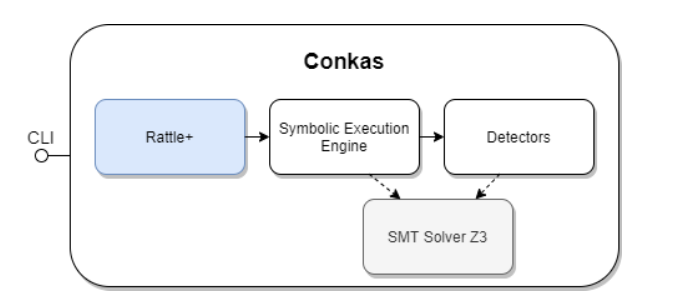 Conkas
CLI
Rattle+
Symbolic Execution
Engine
Detectors
SMT Solver Z3